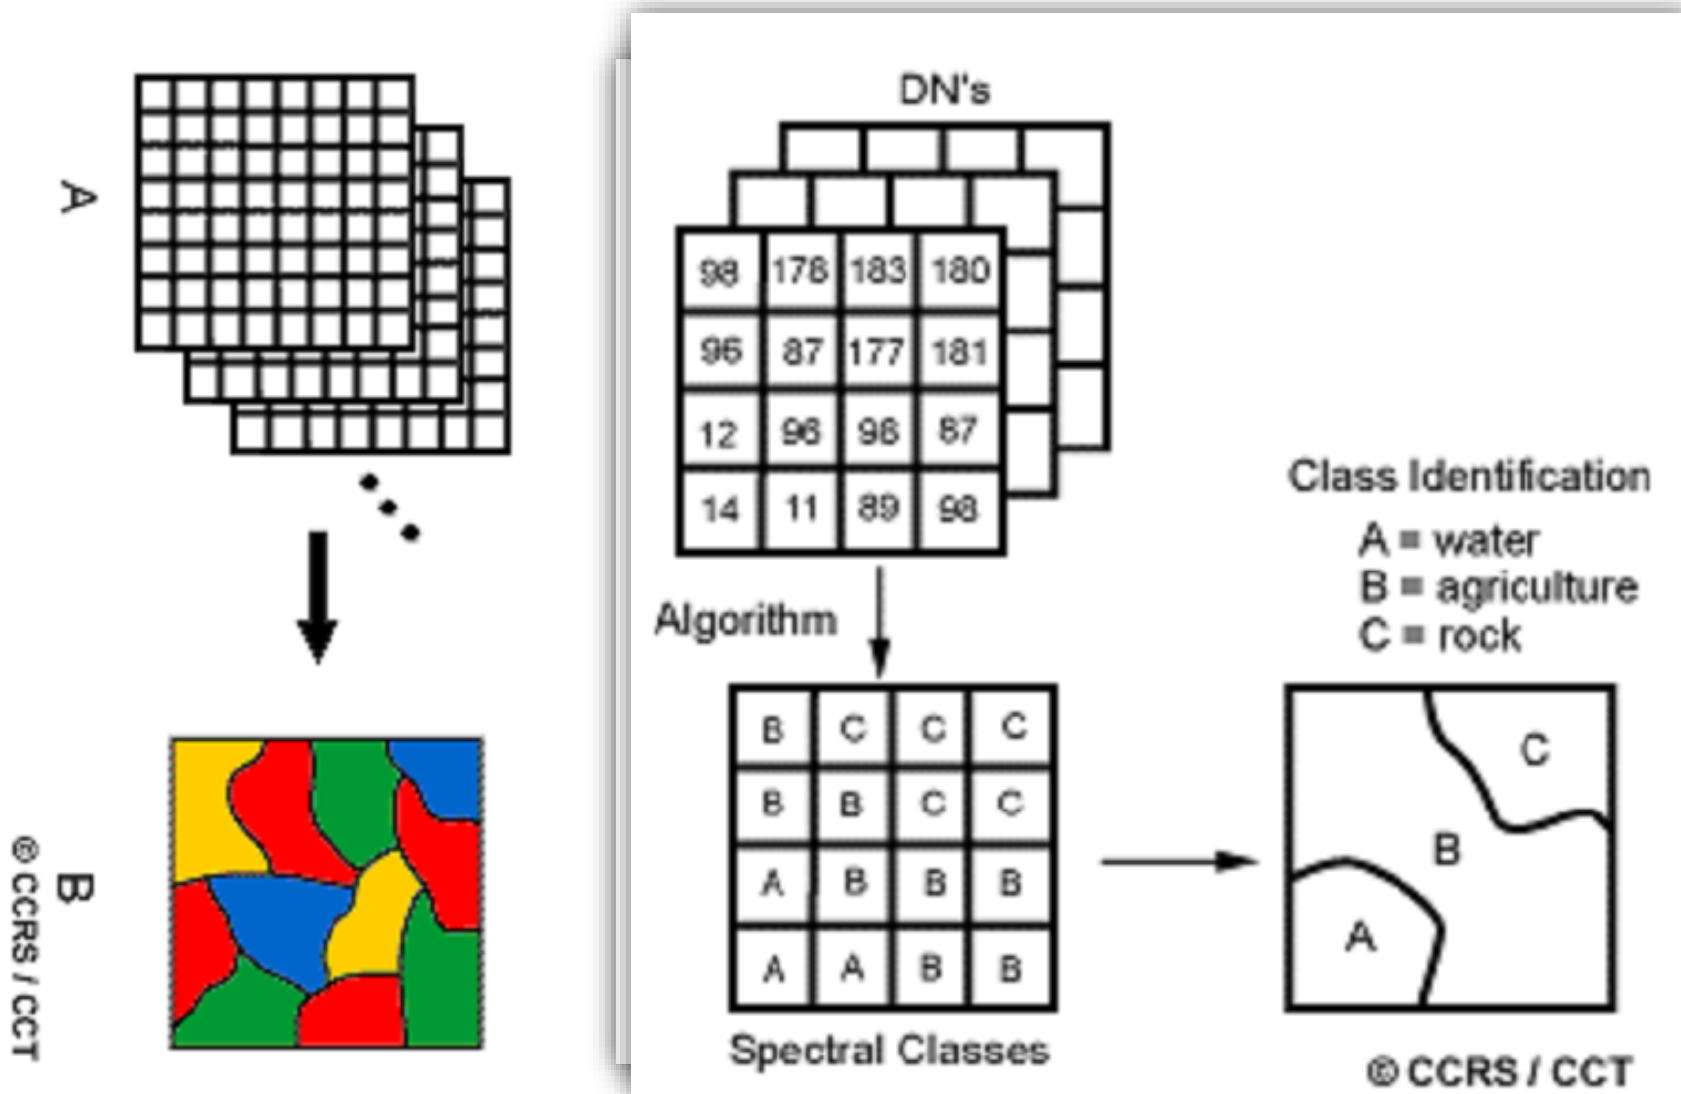 A
B
© CCRS / CCT
DN's
98 178 183 180
96 87 177 181
12 96 98 87
14 11 89 98
Algorithm
B C C C
B B C C
A B B B
A A B B
Spectral Classes
Class Identification
A = water
B = agriculture
C = rock
C
B
A
© CCRS / CCT